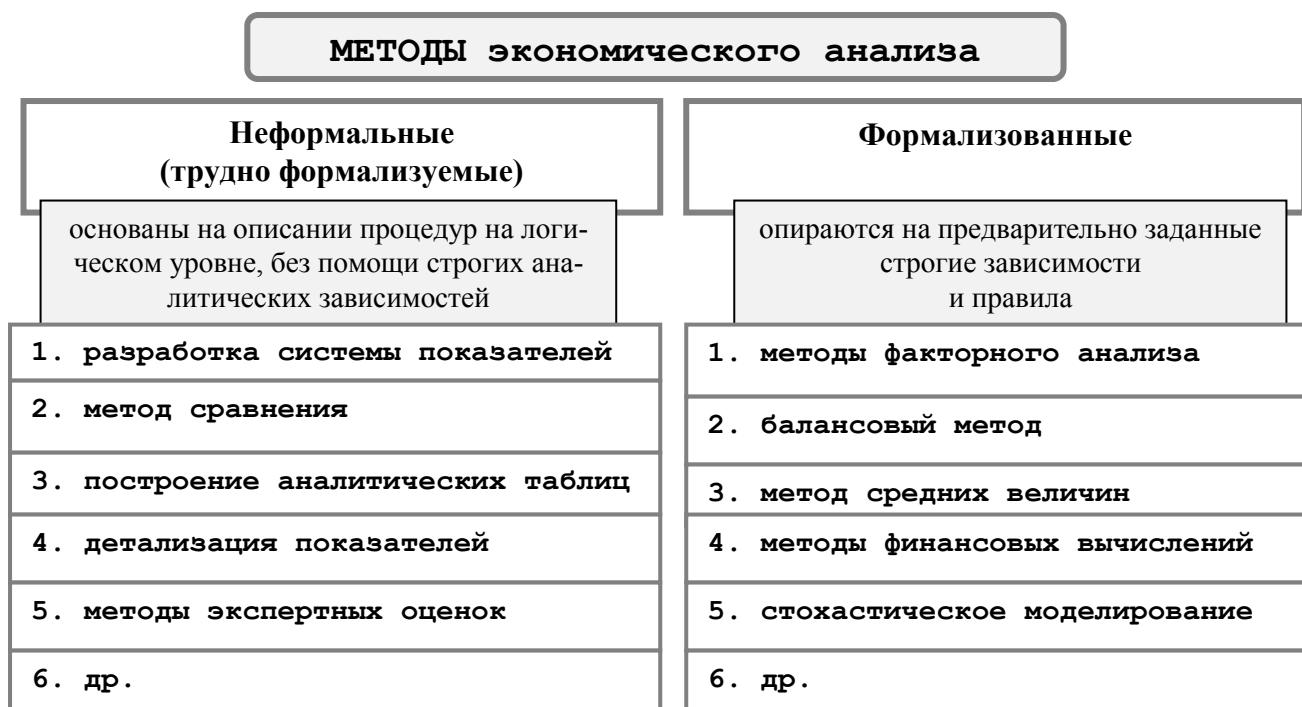 МЕТОДЫ экономического анализа
Неформальные
(трудно формализуемые)
основаны на описании процедур на логи-
ческом уровне, без помощи строгих ана-
литических зависимостей
1. разработка системы показателей
2. метод сравнения
3. построение аналитических таблиц
4. детализация показателей
5. методы экспертных оценок
6. др.
Формализованные
опираются на предварительно заданные
строгие зависимости
и правила
1. методы факторного анализа
2. балансовый метод
3. метод средних величин
4. методы финансовых вычислений
5. стохастическое моделирование
6. др.